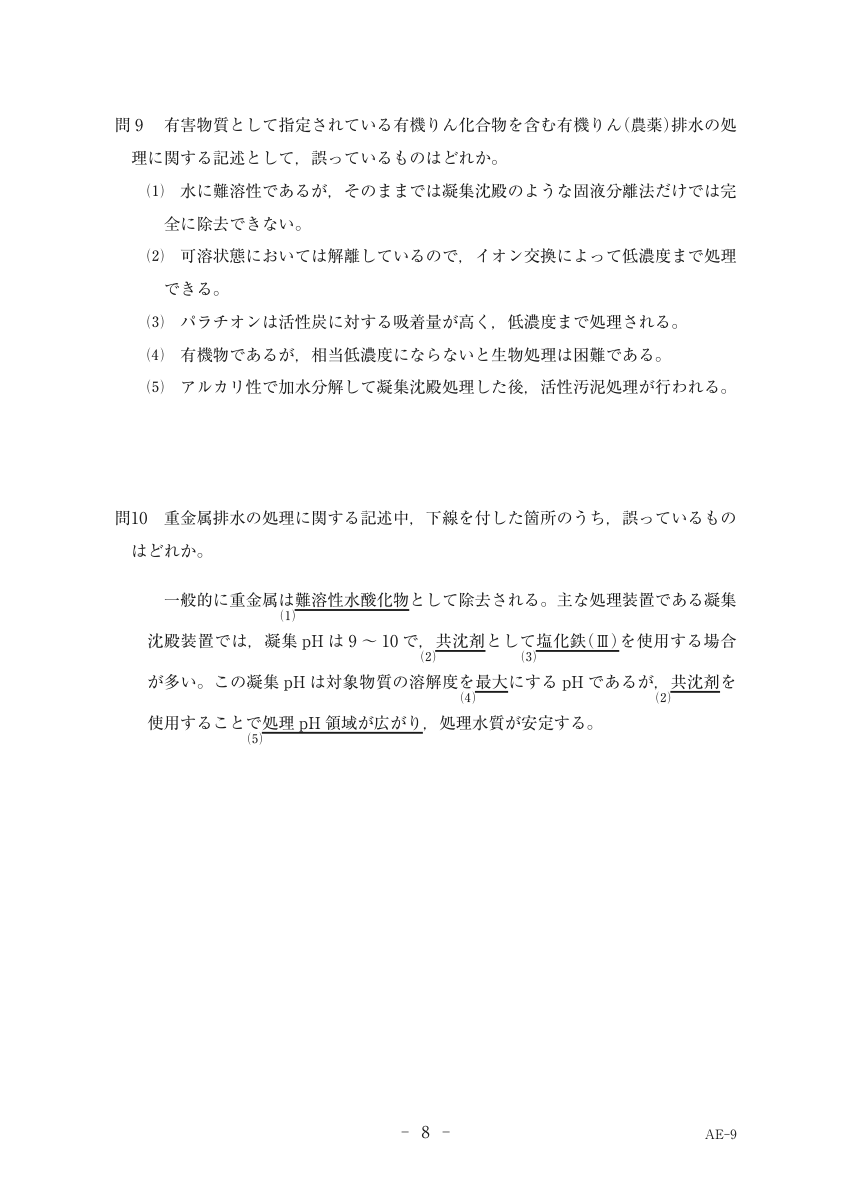 問９　有害物質として指定されている有機りん化合物を含む有機りん(農薬)排水の処
理に関する記述として，誤っているものはどれか。
⑴　水に難溶性であるが，そのままでは凝集沈殿のような固液分離法だけでは完
全に除去できない。
⑵　可溶状態においては解離しているので，イオン交換によって低濃度まで処理
できる。
⑶　パラチオンは活性炭に対する吸着量が高く，低濃度まで処理される。
⑷　有機物であるが，相当低濃度にならないと生物処理は困難である。
⑸　アルカリ性で加水分解して凝集沈殿処理した後，活性汚泥処理が行われる。
問10　重金属排水の処理に関する記述中，下線を付した箇所のうち，誤っているもの
はどれか。
一般的に重金属は難溶性水酸化物として除去される。主な処理装置である凝集
⑴
沈殿装置では，凝集 pH は 9 ～ 10 で，共沈剤として塩化鉄(Ⅲ)を使用する場合
⑵ ⑶
が多い。この凝集 pH は対象物質の溶解度を最大にする pH であるが，共沈剤を
⑷ ⑵
使用することで処理 pH 領域が広がり，処理水質が安定する。
⑸
－ 8 －
AE-9